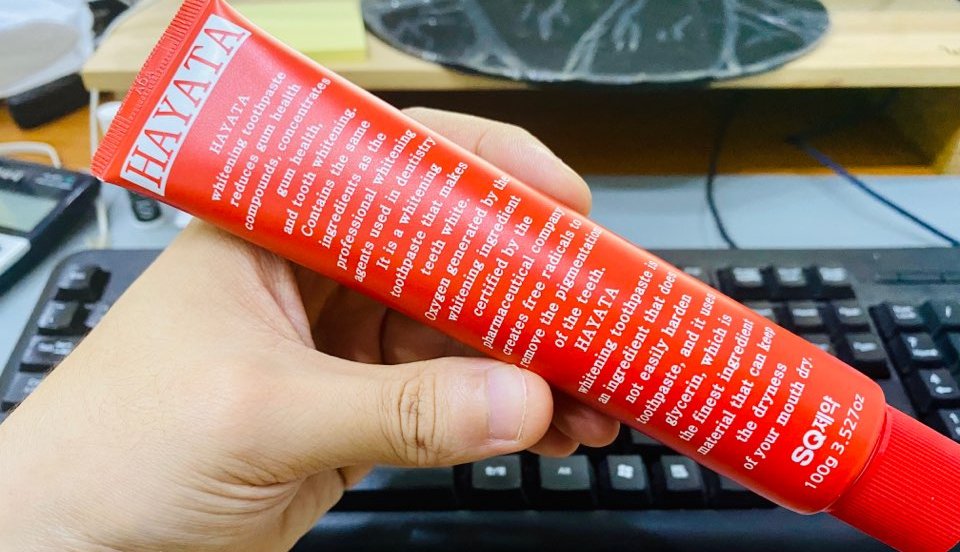 HAYATA
HAYATA
whitening toothpaste
reduces gum health
compounds, concentrates
gum health,
and tooth whitening.
Contains the same
ingredients as the
professional whitening
agents used in dentistry
It is a whitening
toothpaste that makes
teeth white.
Oxygen generated by the
whitening ingredient
certified by the
pharmaceutical company,
creates free radicals to
remove the pigmentation
of the teeth.
HAYATA
whitening toothpaste is
an ingredient that does
not easily harden
toothpaste, and it uses
glycerin, which is
the finest ingredient
material that can keep
the dryness
of your mouth dry.
SQ제약
100g 3.527oz